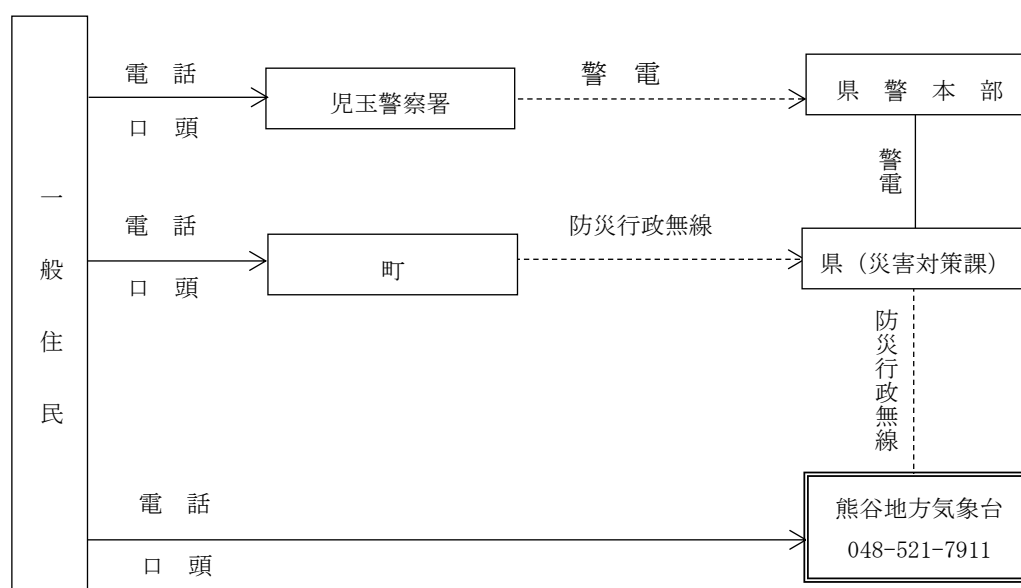 一般住民
電　話
口　頭
児玉警察署
警　電
県　警　本　部
警電
電　話
口　頭
町
防災行政無線
県（災害対策課）
防災行政無線
電　話
口　頭
熊谷地方気象台
048-521-7911